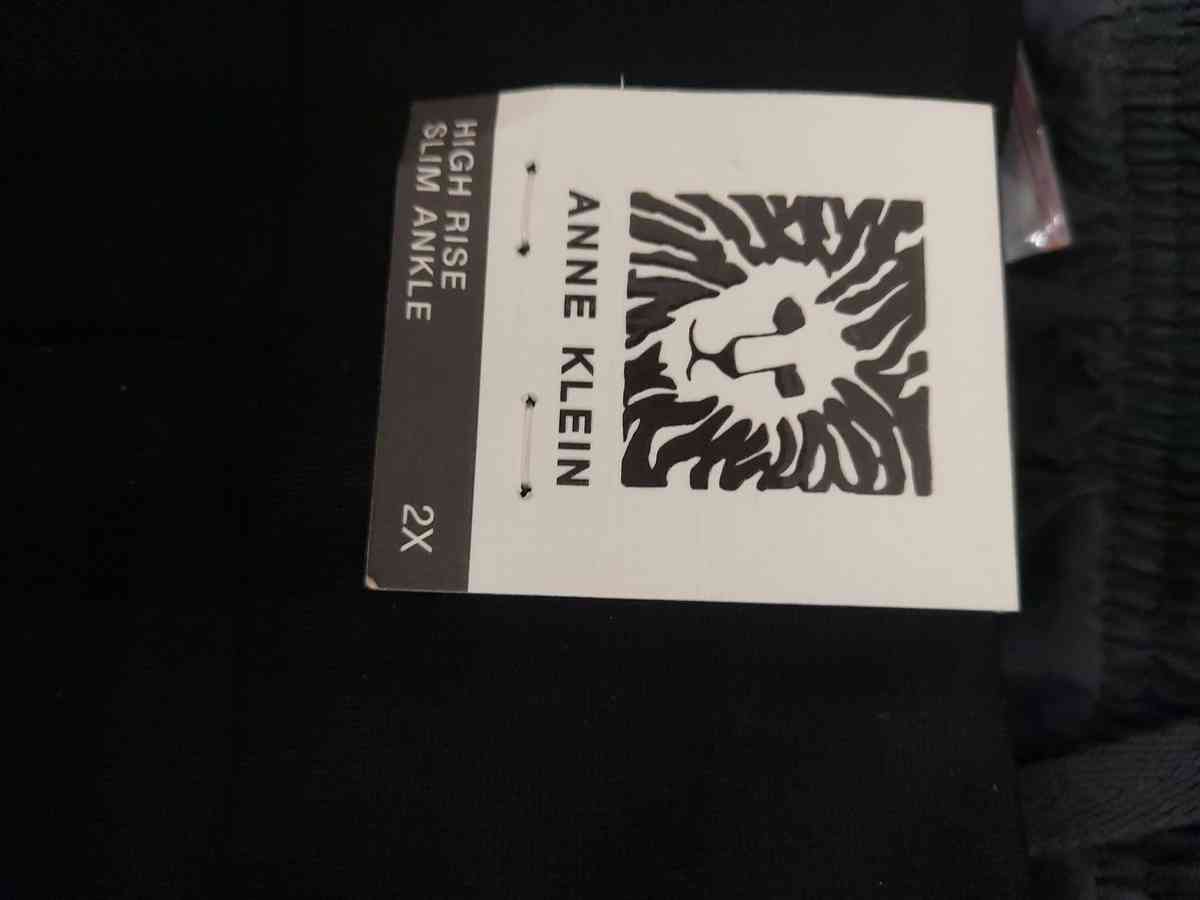 ANNE KLEIN
HIGH RISE
SLIM ANKLE
2X